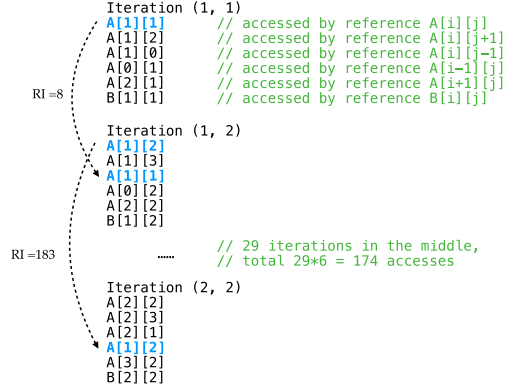 Iteration (1, 1)
A[1][1] // accessed by reference A[i][j]
A[1][2] // accessed by reference A[i][j+1]
A[1][0] // accessed by reference A[i][j−1]
A[0][1] // accessed by reference A[i−1][j]
A[2][1] // accessed by reference A[i+1][j]
B[1][1] // accessed by reference B[i][j]
RI =8
Iteration (1, 2)
A[1][2]
A[1][3]
A[1][1]
A[0][2]
A[2][2]
B[1][2]
RI =183
...... // 29 iterations in the middle,
// total 29*6 = 174 accesses
Iteration (2, 2)
A[2][2]
A[2][3]
A[2][1]
A[1][2]
A[3][2]
B[2][2]